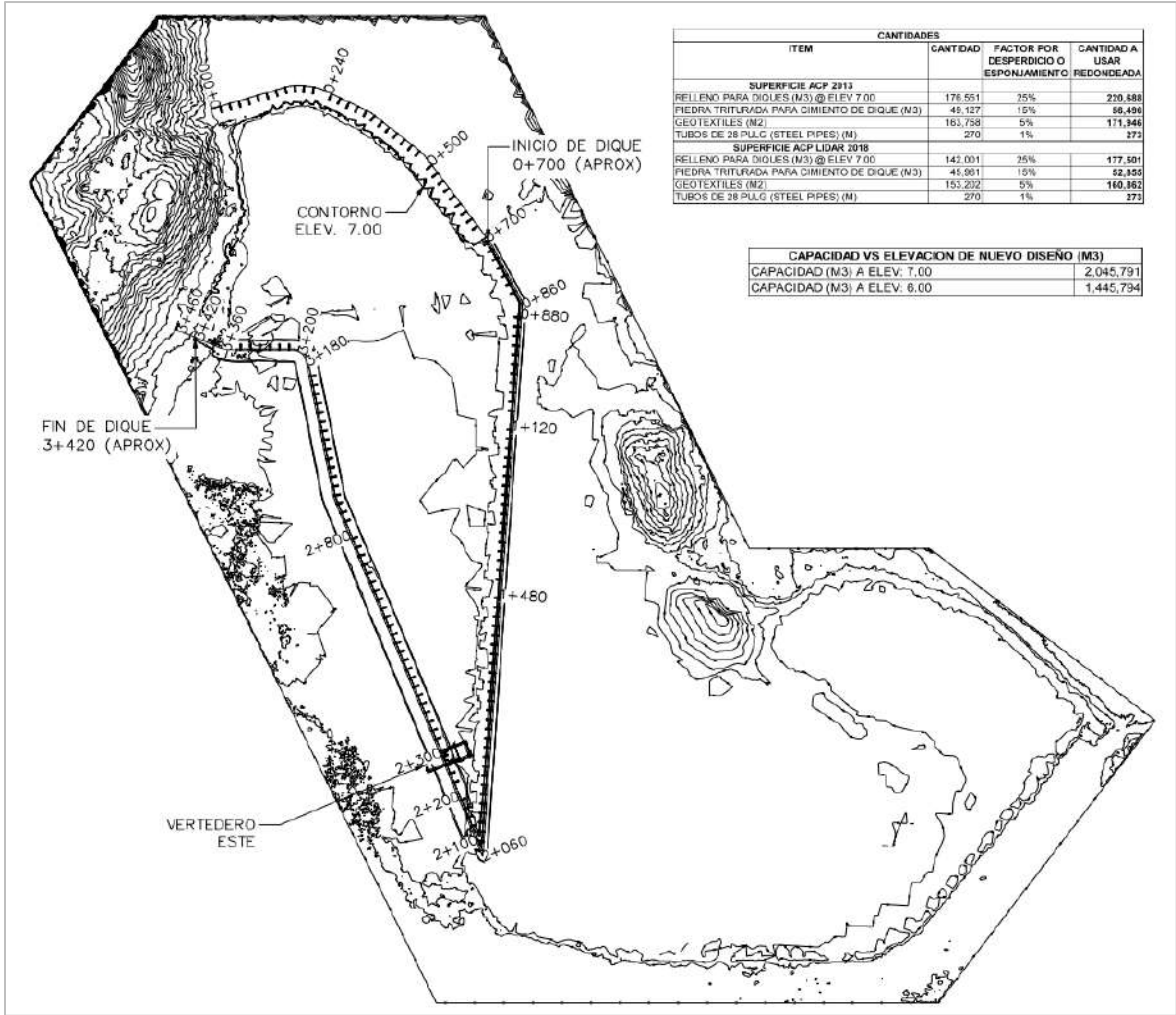 CANTIDADES
ITEM CANTIDAD FACTOR POR DESPERDICIO O ESPONJAMIENTO CANTIDAD A USAR REDONDEADA
SUPERFICIE ACP 2013
RELLENO PARA DIQUES (M3) @ ELEV 7.00 176,551 25% 220,688
PIEDRA TRITURADA PARA CIMIENTO DE DIQUE (M3) 49,127 15% 56,496
GEOTEXTILES (M2) 163,758 5% 171,946
TUBOS DE 28 PULG (STEEL PIPES) (M) 270 1% 273
SUPERFICIE ACP LIDAR 2018
RELLENO PARA DIQUES (M3) @ ELEV 7.00 142,001 25% 177,501
PIEDRA TRITURADA PARA CIMIENTO DE DIQUE (M3) 45,961 15% 52,855
GEOTEXTILES (M2) 153,202 5% 160,862
TUBOS DE 28 PULG (STEEL PIPES) (M) 270 1% 273
CAPACIDAD VS ELEVACION DE NUEVO DISEÑO (M3)
CAPACIDAD (M3) A ELEV: 7.00 2,045,791
CAPACIDAD (M3) A ELEV: 6.00 1,445,794
0+240
0+500
INICIO DE DIQUE
0+700 (APROX)
CONTORNO
ELEV. 7.00
0+700
+860
+880
3+460
3+420
3+360
3+200
3+180
FIN DE DIQUE
3+420 (APROX)
+120
2+800
+480
2+300
2+200
VERTEDERO
ESTE
2+100
2+060